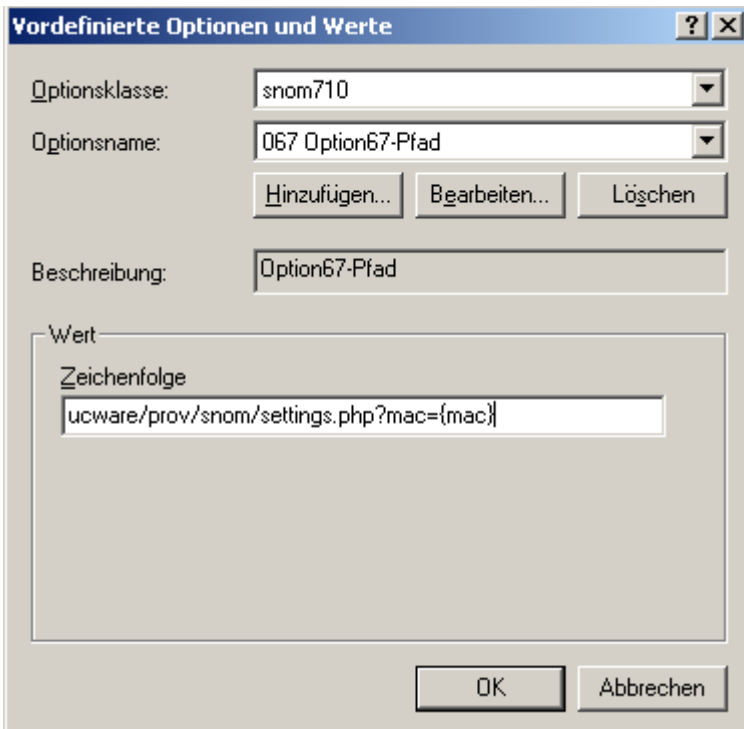 Vordefinierte Optionen und Werte
Optionsklasse: snom710
Optionsname: 067 Option67-Pfad
Hinzufügen... Bearbeiten... Löschen
Beschreibung: Option67-Pfad
Wert
Zeichenfolge
ucware/prov/snom/settings.php?mac={mac}
OK Abbrechen